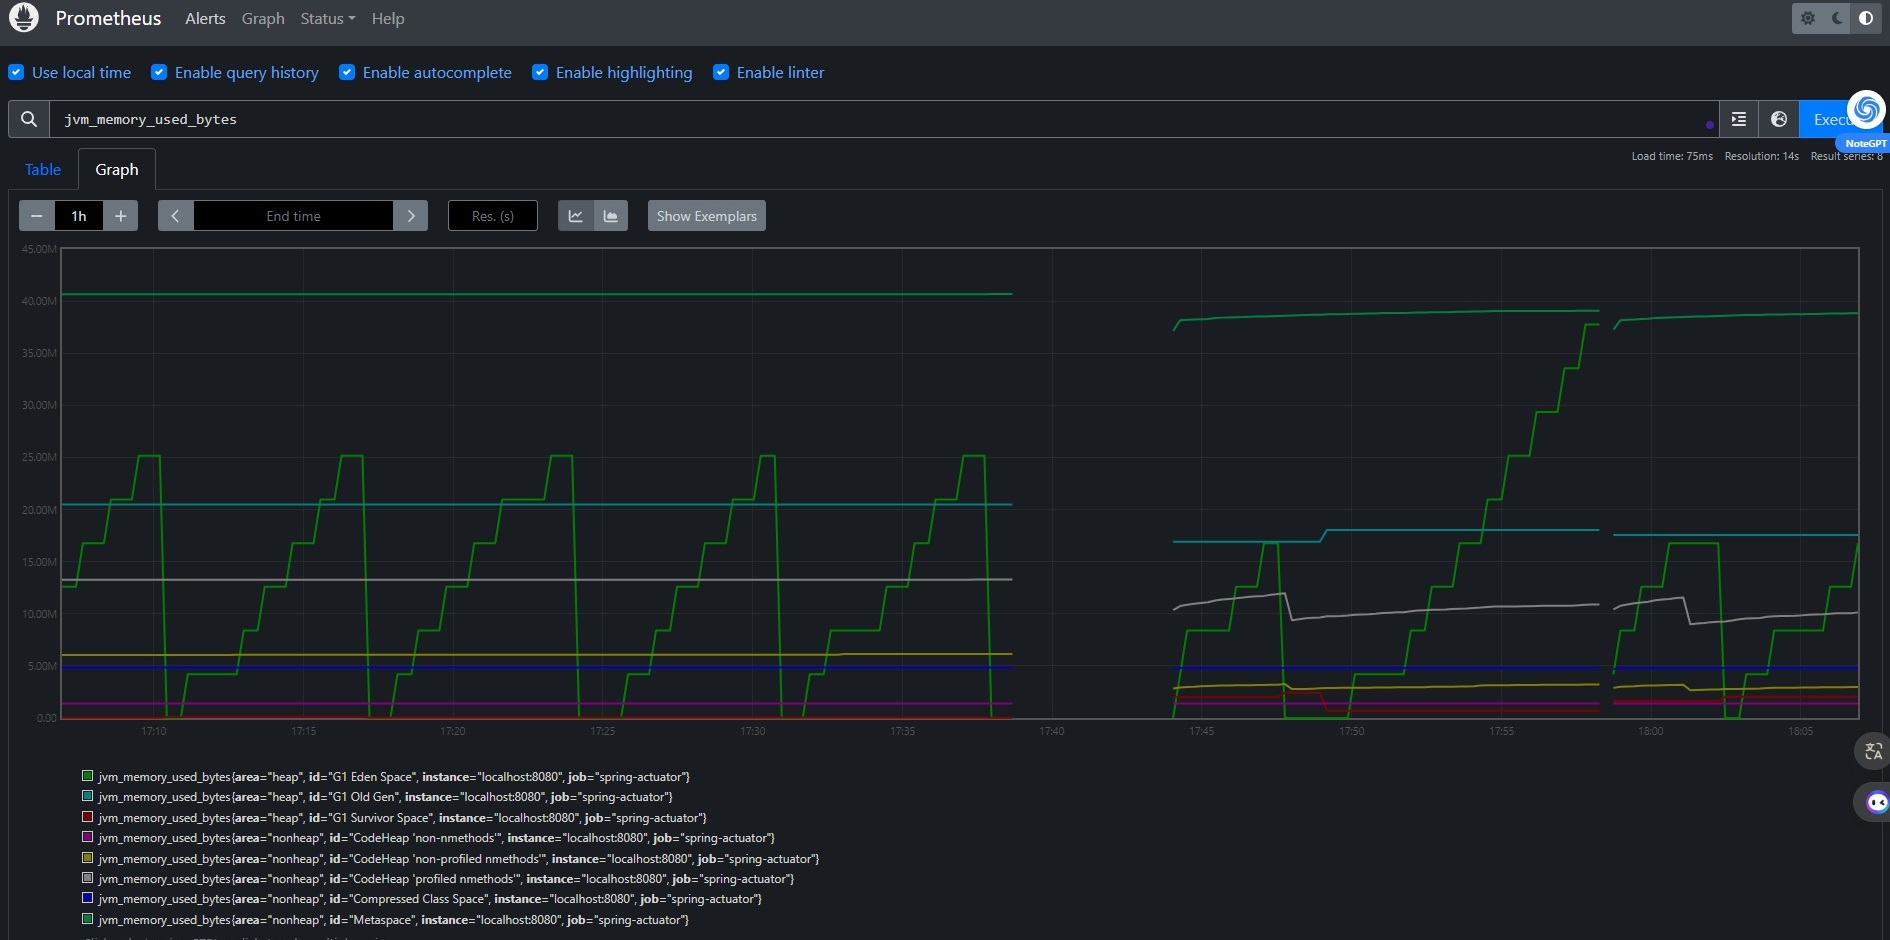 Prometheus Alerts Graph Status Help
Use local time Enable query history Enable autocomplete Enable highlighting Enable linter
jvm_memory_used_bytes
NoteGPT
Table Graph
Load time: 75ms Resolution: 14s Result series: 8
1h End time Res. (s) Show Exemplars
45.00M
40.00M
35.00M
30.00M
25.00M
20.00M
15.00M
10.00M
5.00M
0.00
17:10 17:15 17:20 17:25 17:30 17:35 17:40 17:45 17:50 17:55 18:00 18:05
jvm_memory_used_bytes{area="heap", id="G1 Eden Space", instance="localhost:8080", job="spring-actuator"}
jvm_memory_used_bytes{area="heap", id="G1 Old Gen", instance="localhost:8080", job="spring-actuator"}
jvm_memory_used_bytes{area="heap", id="G1 Survivor Space", instance="localhost:8080", job="spring-actuator"}
jvm_memory_used_bytes{area="nonheap", id="CodeHeap 'non-nmethods'", instance="localhost:8080", job="spring-actuator"}
jvm_memory_used_bytes{area="nonheap", id="CodeHeap 'non-profiled nmethods'", instance="localhost:8080", job="spring-actuator"}
jvm_memory_used_bytes{area="nonheap", id="CodeHeap 'profiled nmethods'", instance="localhost:8080", job="spring-actuator"}
jvm_memory_used_bytes{area="nonheap", id="Compressed Class Space", instance="localhost:8080", job="spring-actuator"}
jvm_memory_used_bytes{area="nonheap", id="Metaspace", instance="localhost:8080", job="spring-actuator"}